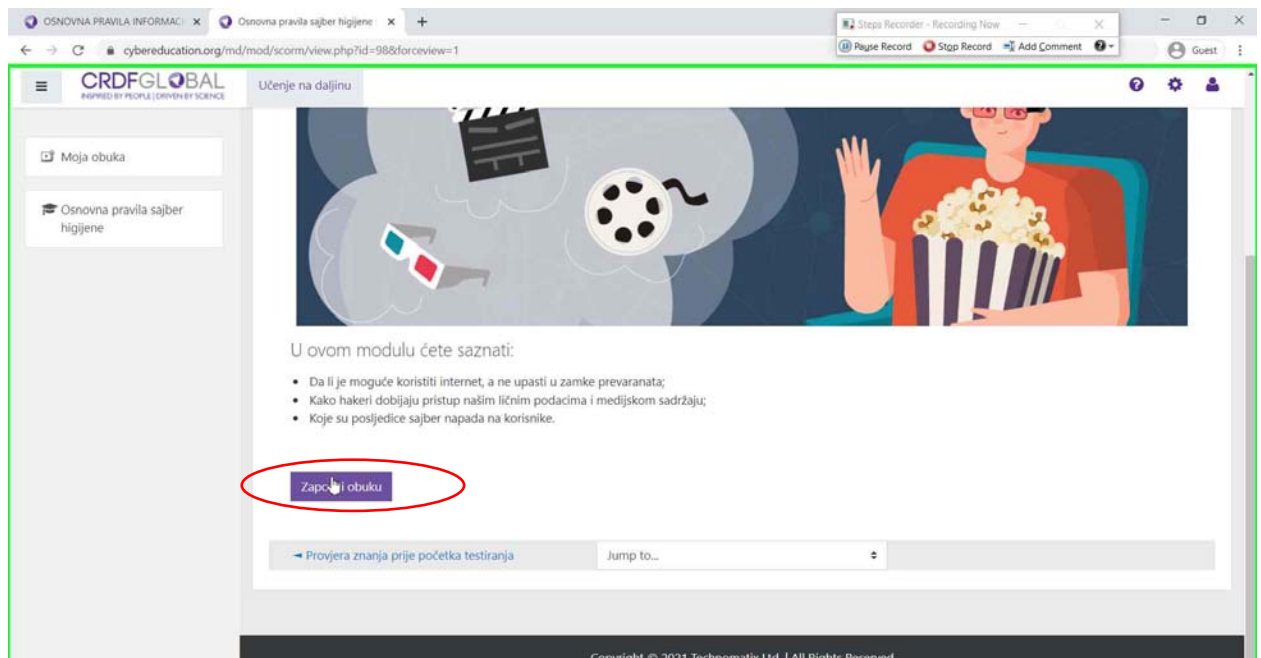 OSNOVNA PRAVILA INFORMACI
Osnovna pravila sajber higijene
Steps Recorder - Recording Now
cybereducation.org/md/mod/scorm/view.php?id=98&forceview=1
Pause Record
Stop Record
Add Comment
Guest
CRDFGLOBAL
INSPIRED BY PEOPLE | DRIVEN BY SCIENCE
Učenje na daljinu
Moja obuka
Osnovna pravila sajber
higijene
U ovom modulu ćete saznati:
• Da li je moguće koristiti internet, a ne upasti u zamke prevaranata;
• Kako hakeri dobijaju pristup našim ličnim podacima i medijskom sadržaju;
• Koje su posljedice sajber napada na korisnike.
obuku
◄ Provjera znanja prije početka testiranja
Jump to...
Copyright © 2021 Technomatix Ltd. | All Rights Reserved